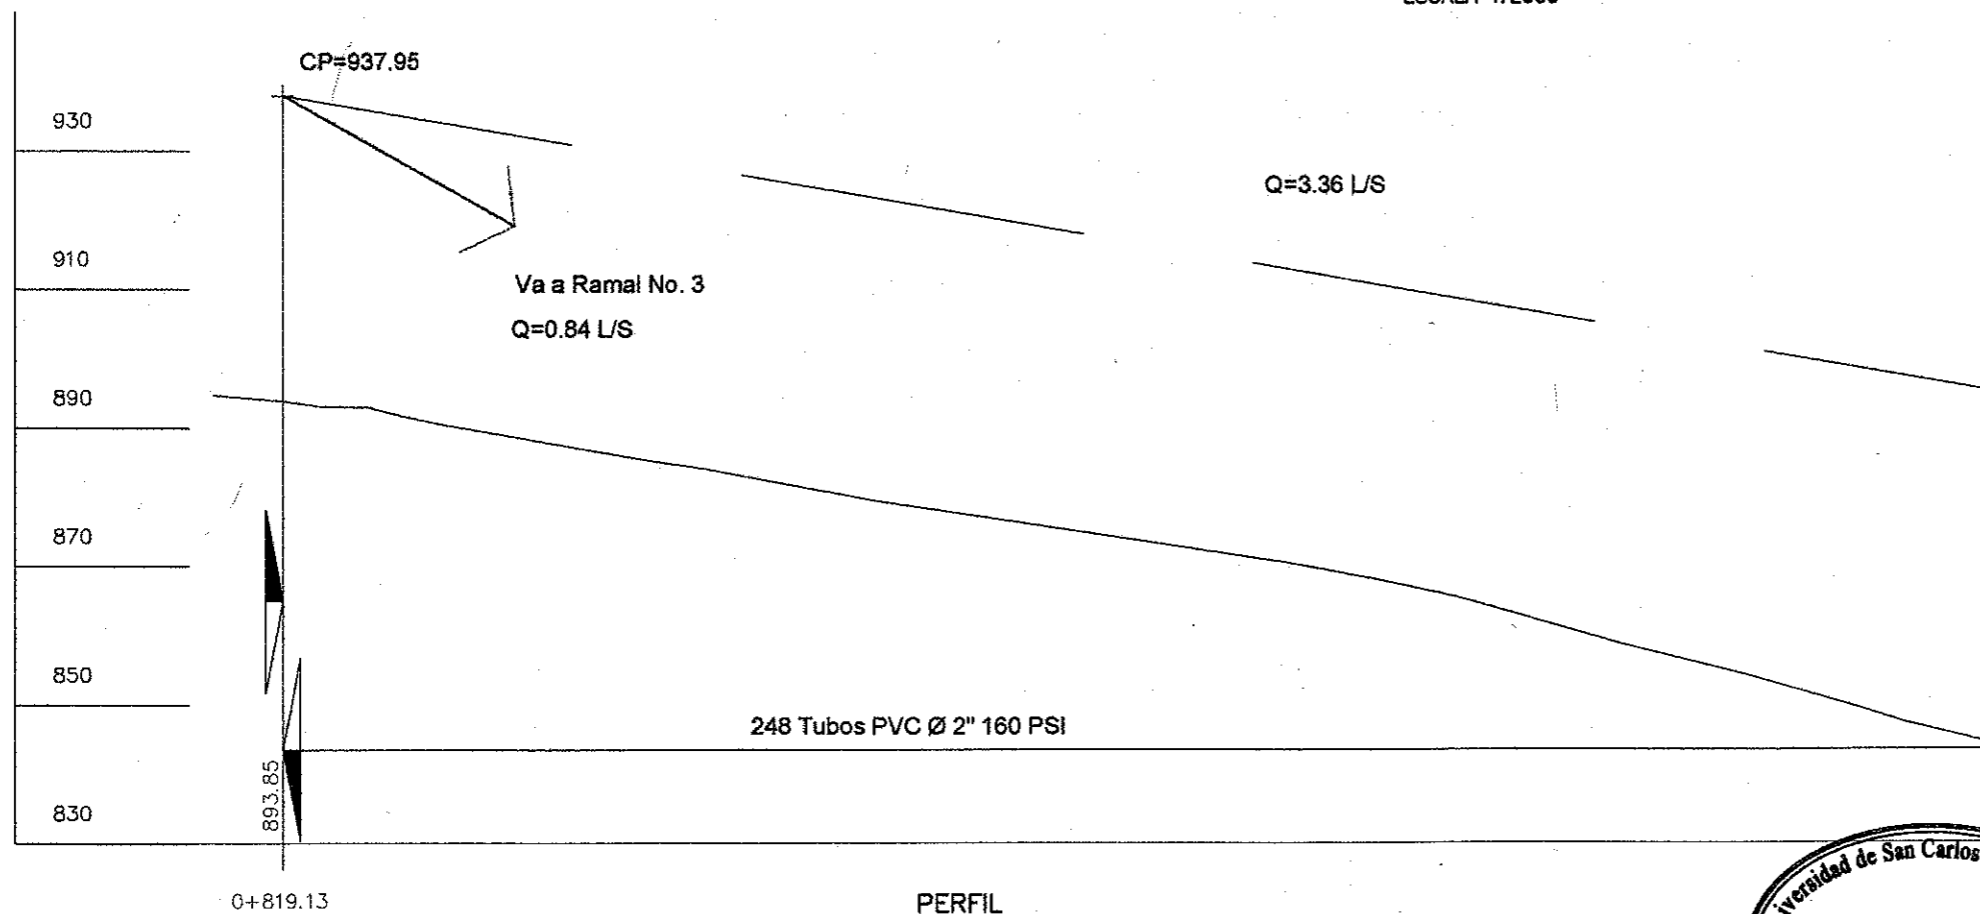 CP=937.95
930
Q=3.36 L/S
910
Va a Ramal No. 3
Q=0.84 L/S
890
870
850
248 Tubos PVC Ø 2" 160 PSI
893.85
830
0+819.13
PERFIL
de San Carlos